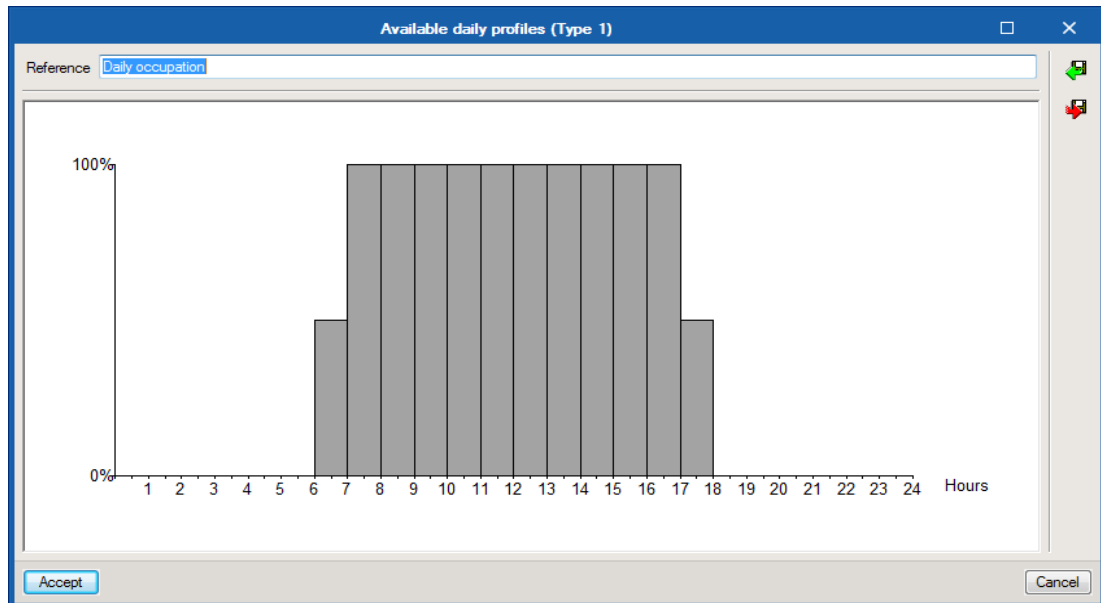 Available daily profiles (Type 1)
Reference Daily occupation
100%
0%
1 2 3 4 5 6 7 8 9 10 11 12 13 14 15 16 17 18 19 20 21 22 23 24 Hours
Accept Cancel